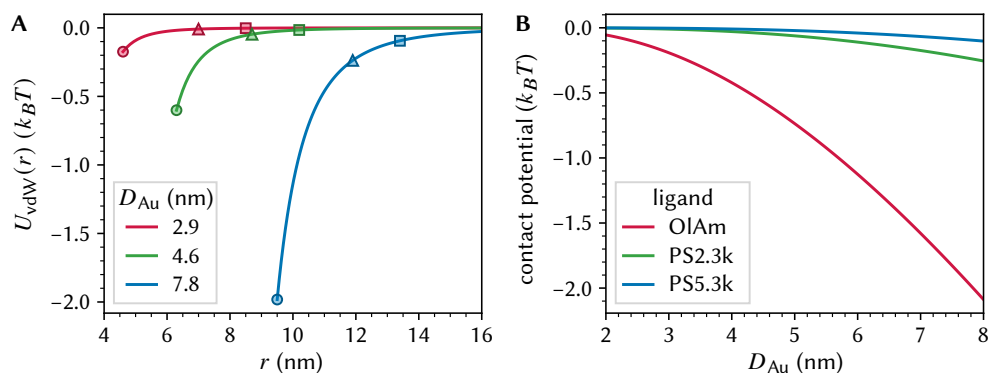 A
U_vdW(r) (k_BT)
0.0
−0.5
−1.0
−1.5
−2.0
D_Au (nm)
2.9
4.6
7.8
4 6 8 10 12 14 16
r (nm)
B
contact potential (k_BT)
0.0
−0.5
−1.0
−1.5
−2.0
ligand
OlAm
PS2.3k
PS5.3k
2 3 4 5 6 7 8
D_Au (nm)